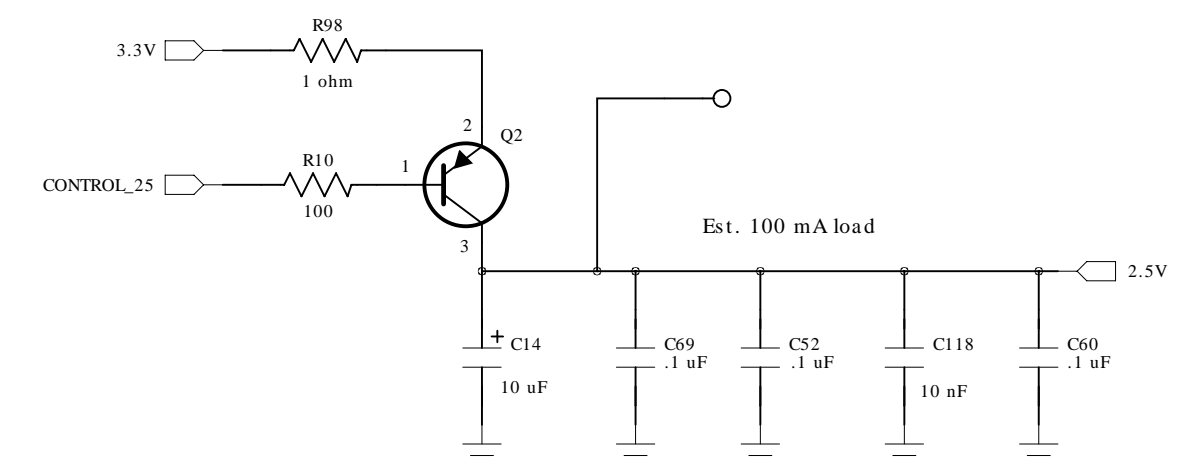 R98
3.3V
1 ohm
2
Q2
R10
1
CONTROL_25
100
Est. 100 mA load
3
2.5V
+
C14
C69
C52
C118
C60
.1 uF
.1 uF
.1 uF
10 uF
10 nF